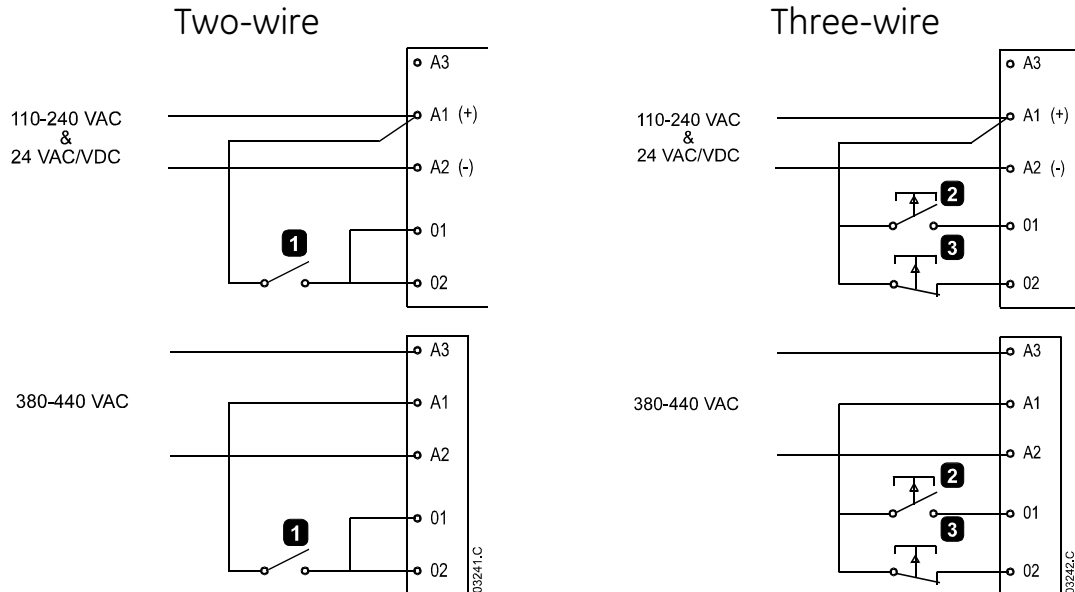 Two-wire
A3
110-240 VAC
&
24 VAC/VDC
A1 (+)
A2 (-)
1
01
02
380-440 VAC
A3
A1
A2
1
01
02
03241.C
Three-wire
A3
110-240 VAC
&
24 VAC/VDC
A1 (+)
A2 (-)
2
01
3
02
380-440 VAC
A3
A1
A2
2
01
3
02
03242.C